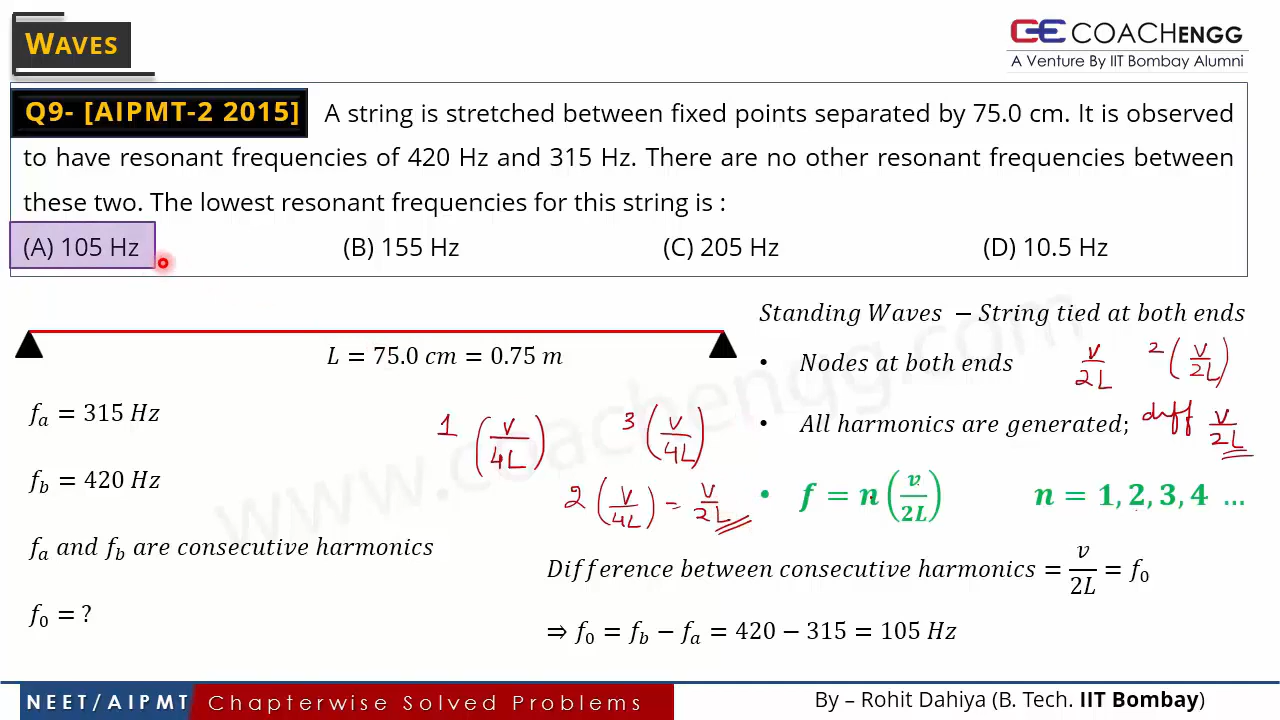 WAVES
CE COACHENGG
A Venture By IIT Bombay Alumni
Q9- [AIPMT-2 2015] A string is stretched between fixed points separated by 75.0 cm. It is observed
to have resonant frequencies of 420 Hz and 315 Hz. There are no other resonant frequencies between
these two. The lowest resonant frequencies for this string is :
(A) 105 Hz (B) 155 Hz (C) 205 Hz (D) 10.5 Hz
Standing Waves − String tied at both ends
L = 75.0 cm = 0.75 m
• Nodes at both ends v/2L 2(v/2L)
f_a = 315 Hz
1 (v/4L) 3 (v/4L)
• All harmonics are generated; diff v/2L
f_b = 420 Hz
2 (v/4L) = v/2L
• f = n(v/2L) n = 1, 2, 3, 4 …
f_a and f_b are consecutive harmonics
Difference between consecutive harmonics = v/2L = f_0
f_0 = ?
⇒ f_0 = f_b − f_a = 420 − 315 = 105 Hz
www.coachengg.com
NEET/AIPMT Chapterwise Solved Problems By – Rohit Dahiya (B. Tech. IIT Bombay)